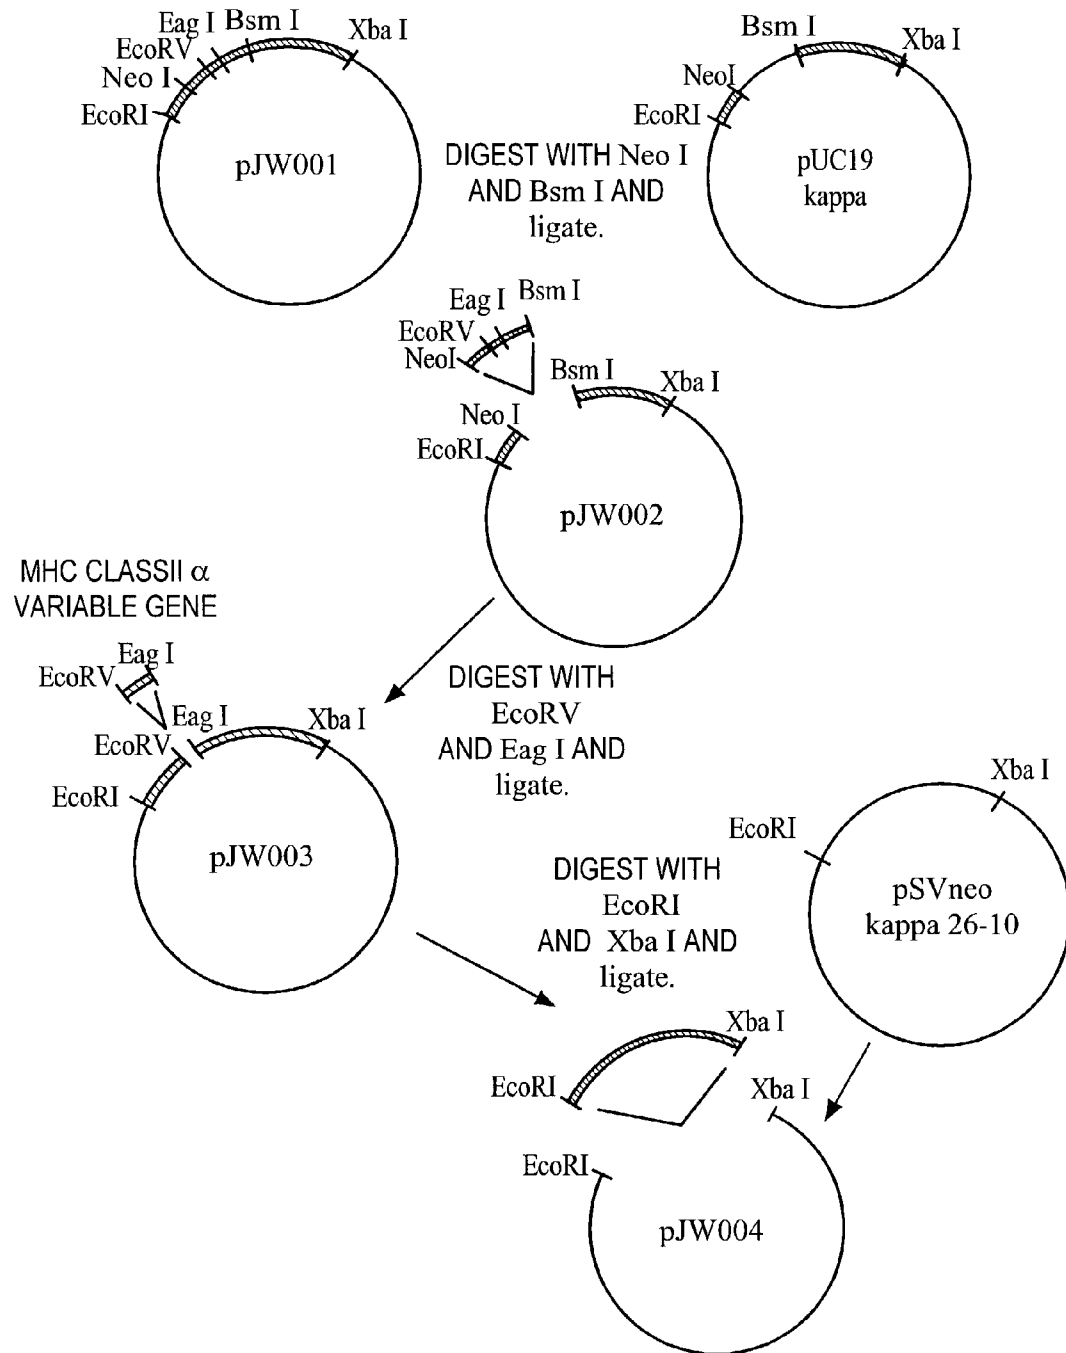 Eag I
Bsm I
Xba I
EcoRV
Neo I
EcoRI
pJW001
DIGEST WITH Neo I
AND Bsm I AND
ligate.
Bsm I
Xba I
NeoI
EcoRI
pUC19
kappa
Bsm I
Eag I
EcoRV
NeoI
Bsm I
Xba I
Neo I
EcoRI
pJW002
MHC CLASSII α
VARIABLE GENE
Eag I
EcoRV
Eag I
Xba I
EcoRV
EcoRI
pJW003
DIGEST WITH
EcoRV
AND Eag I AND
ligate.
Xba I
EcoRI
pSVneo
kappa 26-10
DIGEST WITH
EcoRI
AND Xba I AND
ligate.
Xba I
EcoRI
Xba I
EcoRI
pJW004